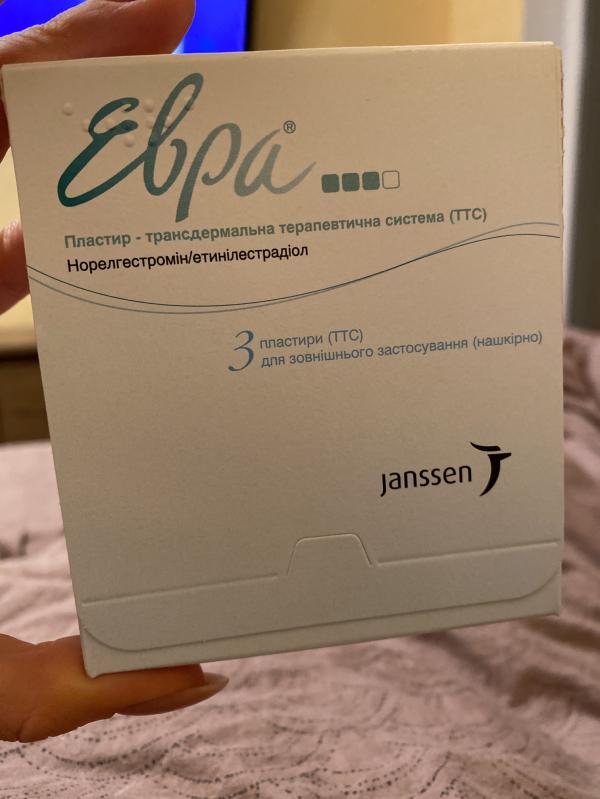 Евра®
Пластир - трансдермальна терапевтична система (ТТС)
Норелгестромін/етинілестрадіол
3 пластири (ТТС)
для зовнішнього застосування (нашкірно)
janssen